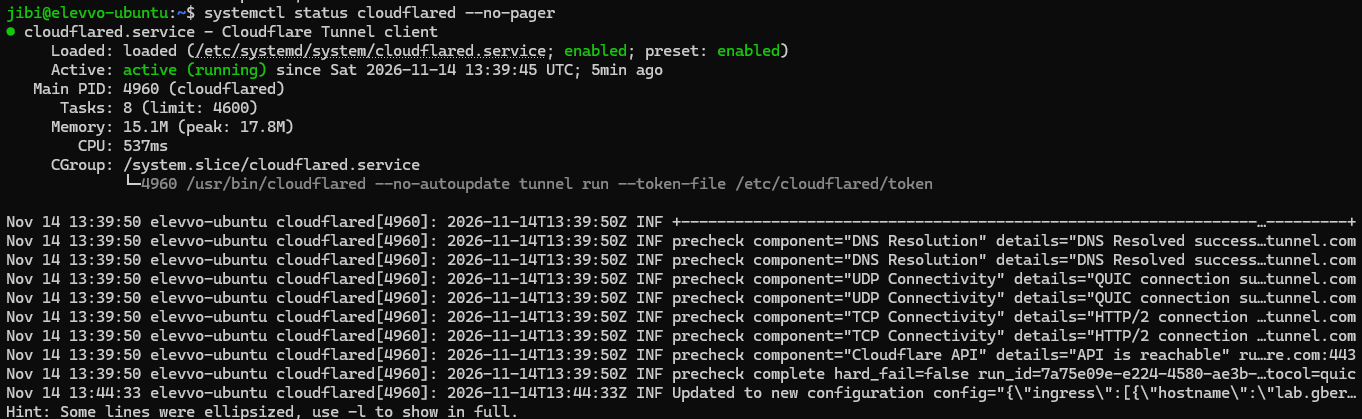 jibi@elevvo-ubuntu:~$ systemctl status cloudflared --no-pager
● cloudflared.service - Cloudflare Tunnel client
     Loaded: loaded (/etc/systemd/system/cloudflared.service; enabled; preset: enabled)
     Active: active (running) since Sat 2026-11-14 13:39:45 UTC; 5min ago
   Main PID: 4960 (cloudflared)
      Tasks: 8 (limit: 4600)
     Memory: 15.1M (peak: 17.8M)
        CPU: 537ms
     CGroup: /system.slice/cloudflared.service
             └─4960 /usr/bin/cloudflared --no-autoupdate tunnel run --token-file /etc/cloudflared/token

Nov 14 13:39:50 elevvo-ubuntu cloudflared[4960]: 2026-11-14T13:39:50Z INF +----------------------------------------------------------------…---------+
Nov 14 13:39:50 elevvo-ubuntu cloudflared[4960]: 2026-11-14T13:39:50Z INF precheck component="DNS Resolution" details="DNS Resolved success…tunnel.com
Nov 14 13:39:50 elevvo-ubuntu cloudflared[4960]: 2026-11-14T13:39:50Z INF precheck component="DNS Resolution" details="DNS Resolved success…tunnel.com
Nov 14 13:39:50 elevvo-ubuntu cloudflared[4960]: 2026-11-14T13:39:50Z INF precheck component="UDP Connectivity" details="QUIC connection su…tunnel.com
Nov 14 13:39:50 elevvo-ubuntu cloudflared[4960]: 2026-11-14T13:39:50Z INF precheck component="UDP Connectivity" details="QUIC connection su…tunnel.com
Nov 14 13:39:50 elevvo-ubuntu cloudflared[4960]: 2026-11-14T13:39:50Z INF precheck component="TCP Connectivity" details="HTTP/2 connection …tunnel.com
Nov 14 13:39:50 elevvo-ubuntu cloudflared[4960]: 2026-11-14T13:39:50Z INF precheck component="TCP Connectivity" details="HTTP/2 connection …tunnel.com
Nov 14 13:39:50 elevvo-ubuntu cloudflared[4960]: 2026-11-14T13:39:50Z INF precheck component="Cloudflare API" details="API is reachable" ru…re.com:443
Nov 14 13:39:50 elevvo-ubuntu cloudflared[4960]: 2026-11-14T13:39:50Z INF precheck complete hard_fail=false run_id=7a75e09e-e224-4580-ae3b-…tocol=quic
Nov 14 13:44:33 elevvo-ubuntu cloudflared[4960]: 2026-11-14T13:44:33Z INF Updated to new configuration config="{\"ingress\":[{\"hostname\":\"lab.gber…
Hint: Some lines were ellipsized, use -l to show in full.